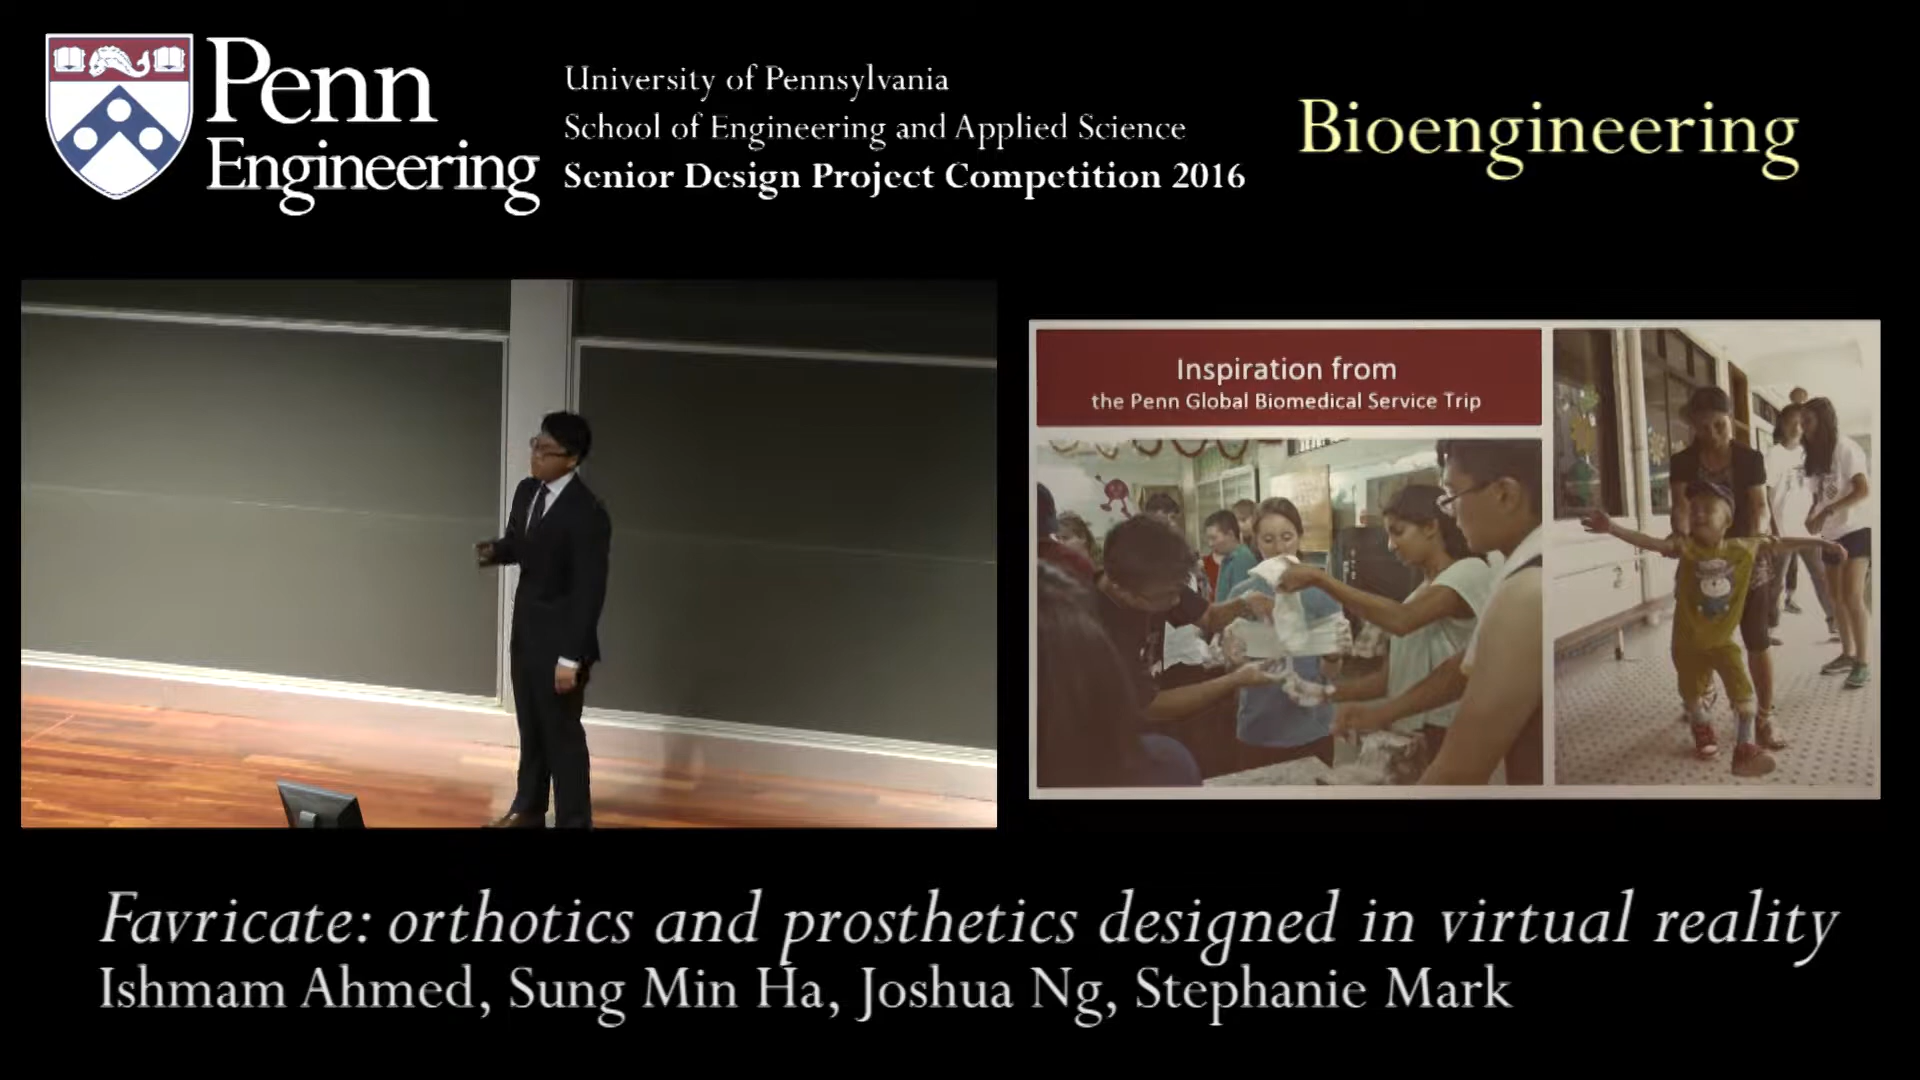 Penn
Engineering
University of Pennsylvania
School of Engineering and Applied Science
Senior Design Project Competition 2016
Bioengineering
Inspiration from
the Penn Global Biomedical Service Trip
Favricate: orthotics and prosthetics designed in virtual reality
Ishmam Ahmed, Sung Min Ha, Joshua Ng, Stephanie Mark